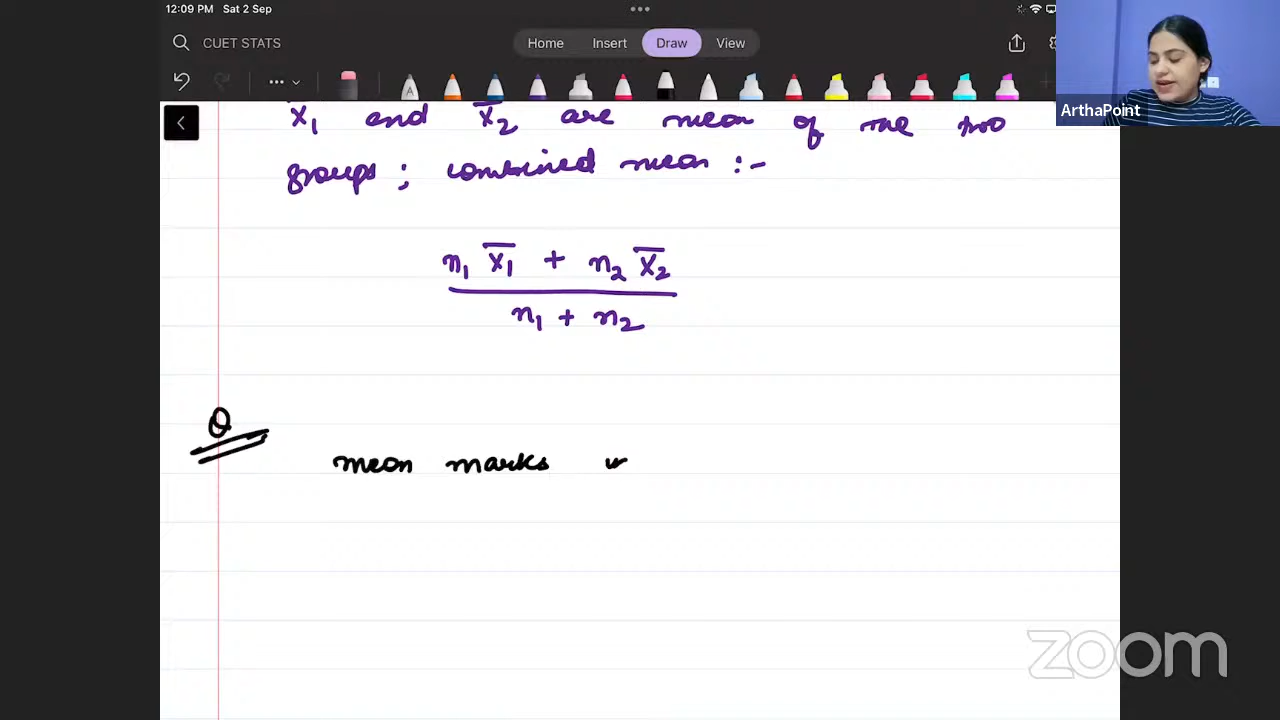 12:09 PM Sat 2 Sep
CUET STATS
Home Insert Draw View
ArthaPoint
x̄1 and x̄2 are mean of the two
groups ; combined mean :-
n1 x̄1 + n2 x̄2
n1 + n2
Q
mean marks
zoom